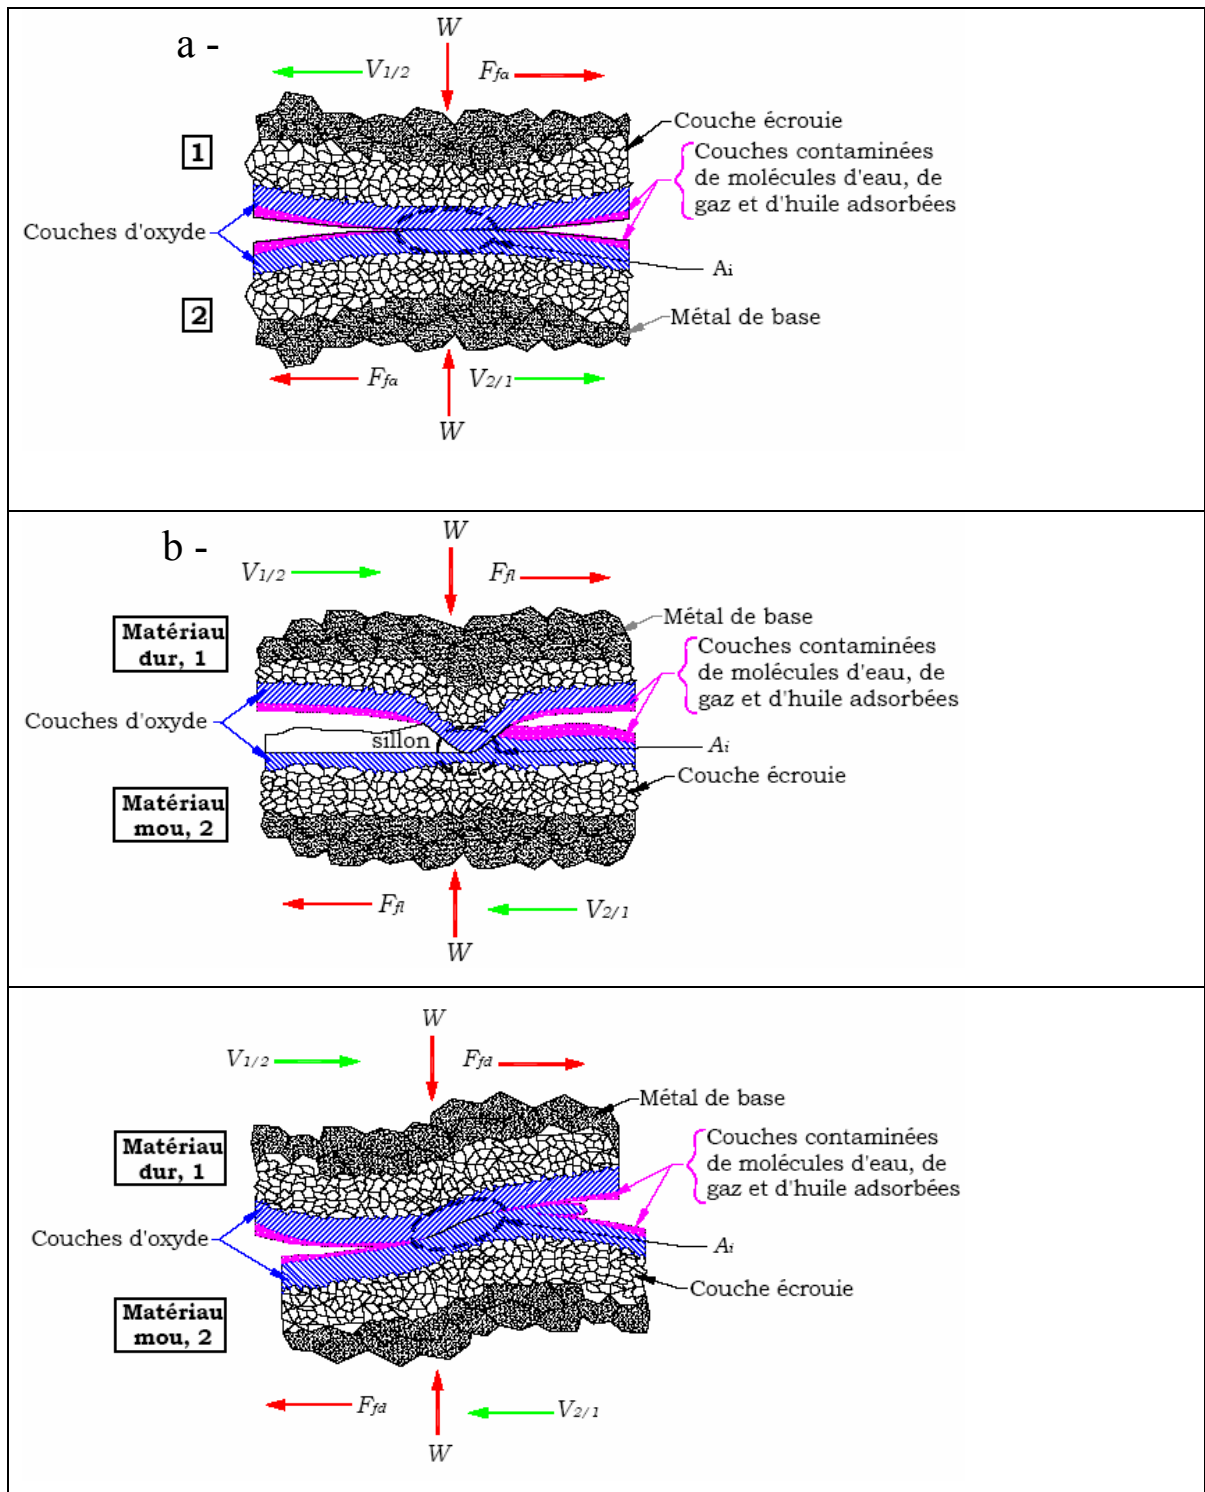 a -
W
V1/2
Ffa
Couche écrouie
1
Couches contaminées
de molécules d'eau, de
gaz et d'huile adsorbées
Couches d'oxyde
Ai
2
Métal de base
Ffa
V2/1
W
b -
W
V1/2
Ffl
Métal de base
Matériau
dur, 1
Couches contaminées
de molécules d'eau, de
gaz et d'huile adsorbées
Couches d'oxyde
sillon
Ai
Couche écrouie
Matériau
mou, 2
Ffl
V2/1
W
W
V1/2
Ffd
Métal de base
Matériau
dur, 1
Couches contaminées
de molécules d'eau, de
gaz et d'huile adsorbées
Couches d'oxyde
Ai
Couche écrouie
Matériau
mou, 2
Ffd
V2/1
W